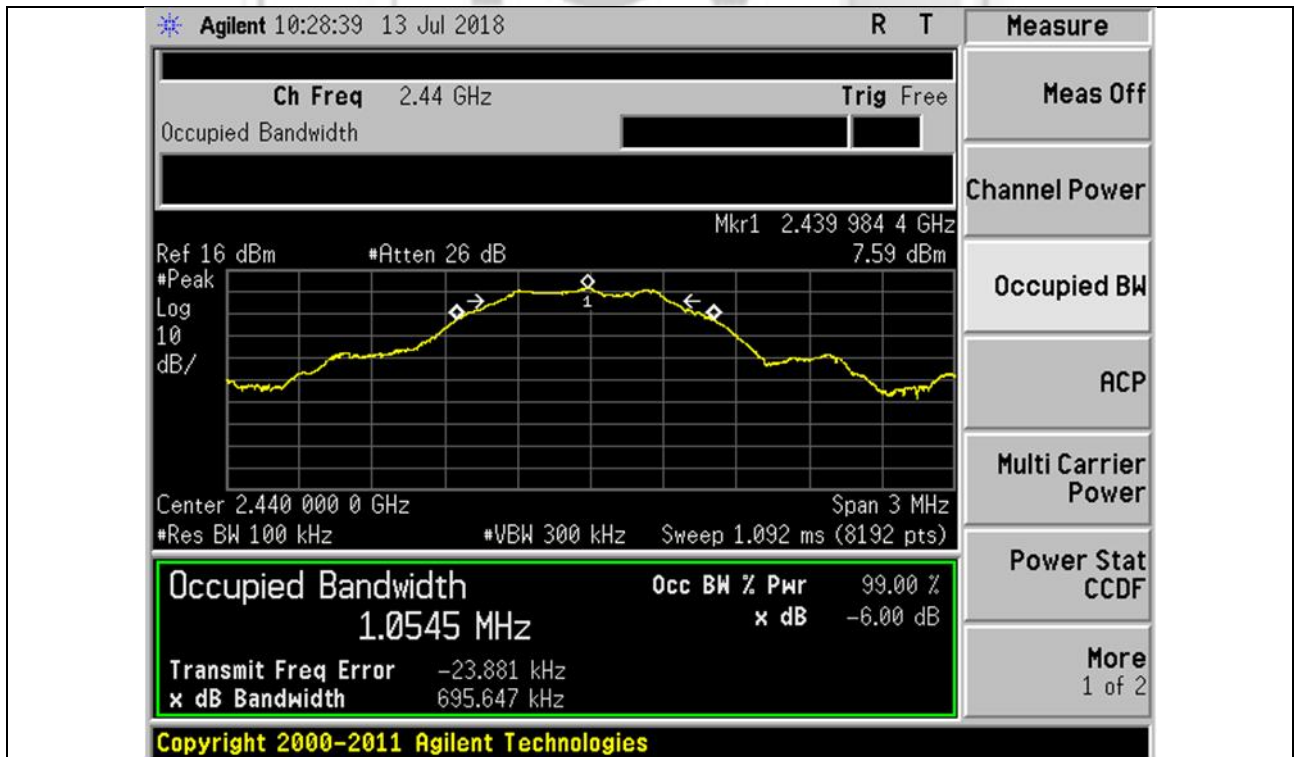 Agilent 10:28:39 13 Jul 2018 R T
Measure
Ch Freq 2.44 GHz Trig Free
Occupied Bandwidth
Meas Off
Channel Power
Mkr1 2.439 984 4 GHz
Ref 16 dBm #Atten 26 dB 7.59 dBm
#Peak
Log
10
dB/
1
Occupied BW
ACP
Multi Carrier
Power
Center 2.440 000 0 GHz Span 3 MHz
#Res BW 100 kHz #VBW 300 kHz Sweep 1.092 ms (8192 pts)
Occupied Bandwidth Occ BW % Pwr 99.00 %
1.0545 MHz x dB -6.00 dB
Transmit Freq Error -23.881 kHz
x dB Bandwidth 695.647 kHz
Power Stat
CCDF
More
1 of 2
Copyright 2000-2011 Agilent Technologies